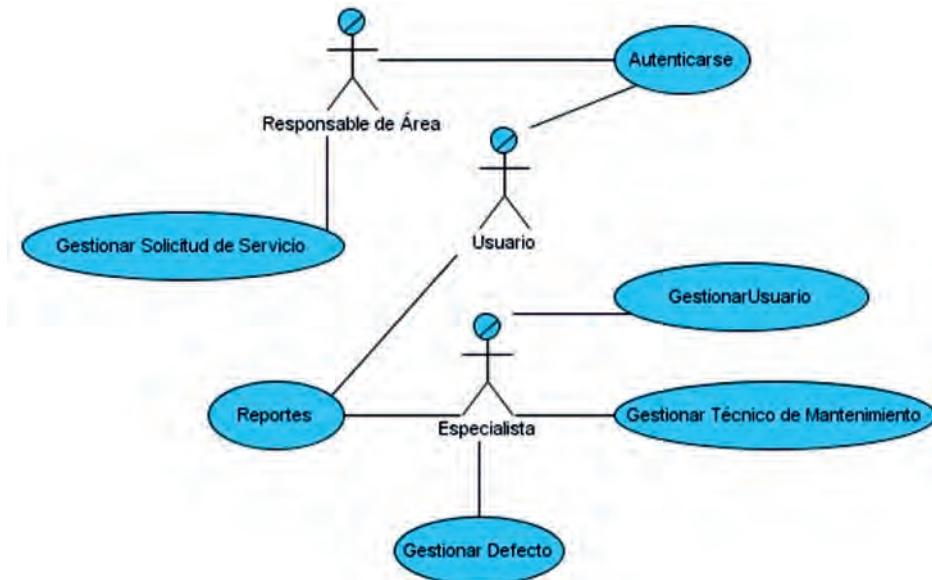 Autenticarse
Responsable de Área
Usuario
Gestionar Solicitud de Servicio
GestionarUsuario
Reportes
Especialista
Gestionar Técnico de Mantenimiento
Gestionar Defecto